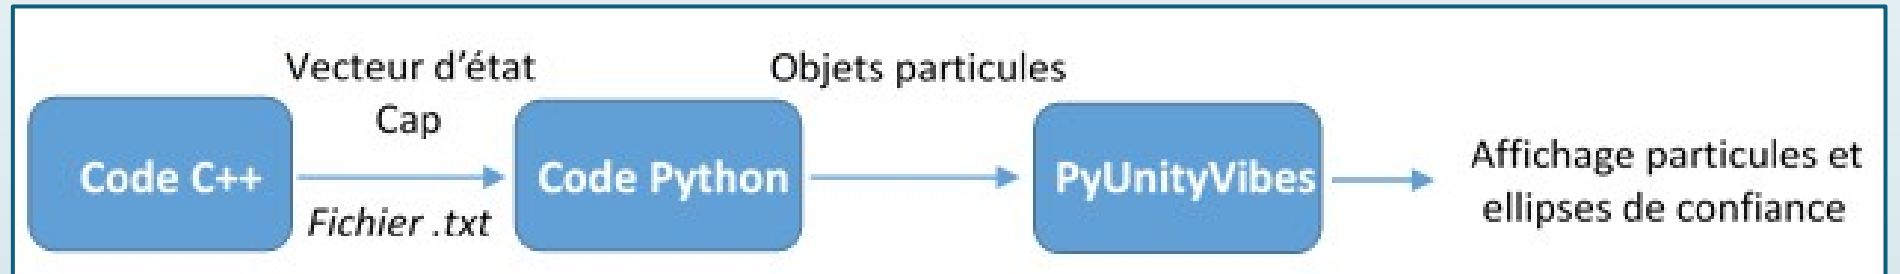 Vecteur d'état
Cap
Objets particules
Code C++
Fichier .txt
Code Python
PyUnityVibes
Affichage particules et
ellipses de confiance